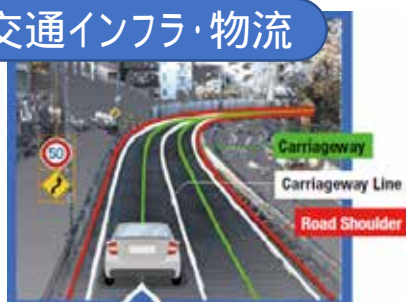 交通インフラ・物流
50
Carriageway
Carriageway Line
Road Shoulder